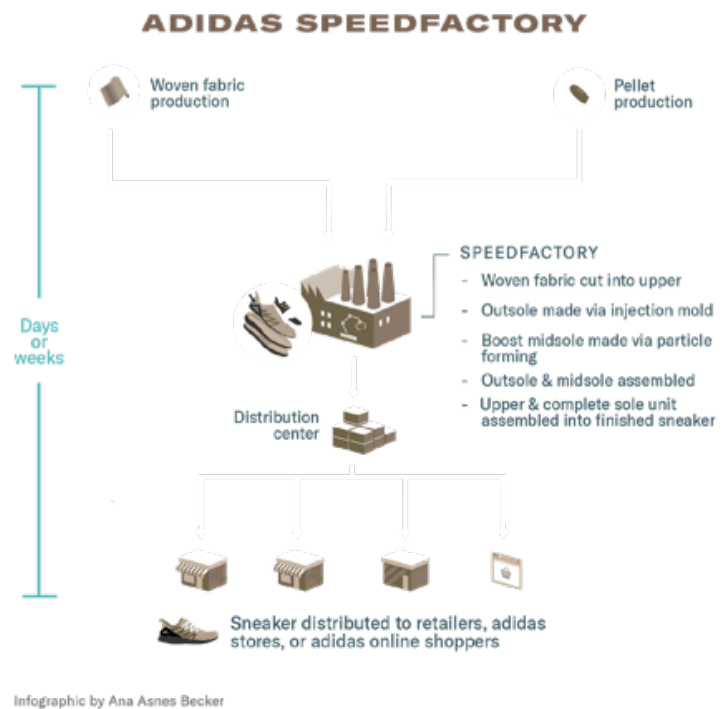 ADIDAS SPEEDFACTORY
Woven fabric
production
Pellet
production
SPEEDFACTORY
- Woven fabric cut into upper
- Outsole made via injection mold
- Boost midsole made via particle
forming
- Outsole & midsole assembled
- Upper & complete sole unit
assembled into finished sneaker
Days
or
weeks
Distribution
center
Sneaker distributed to retailers, adidas
stores, or adidas online shoppers
Infographic by Ana Asnes Becker